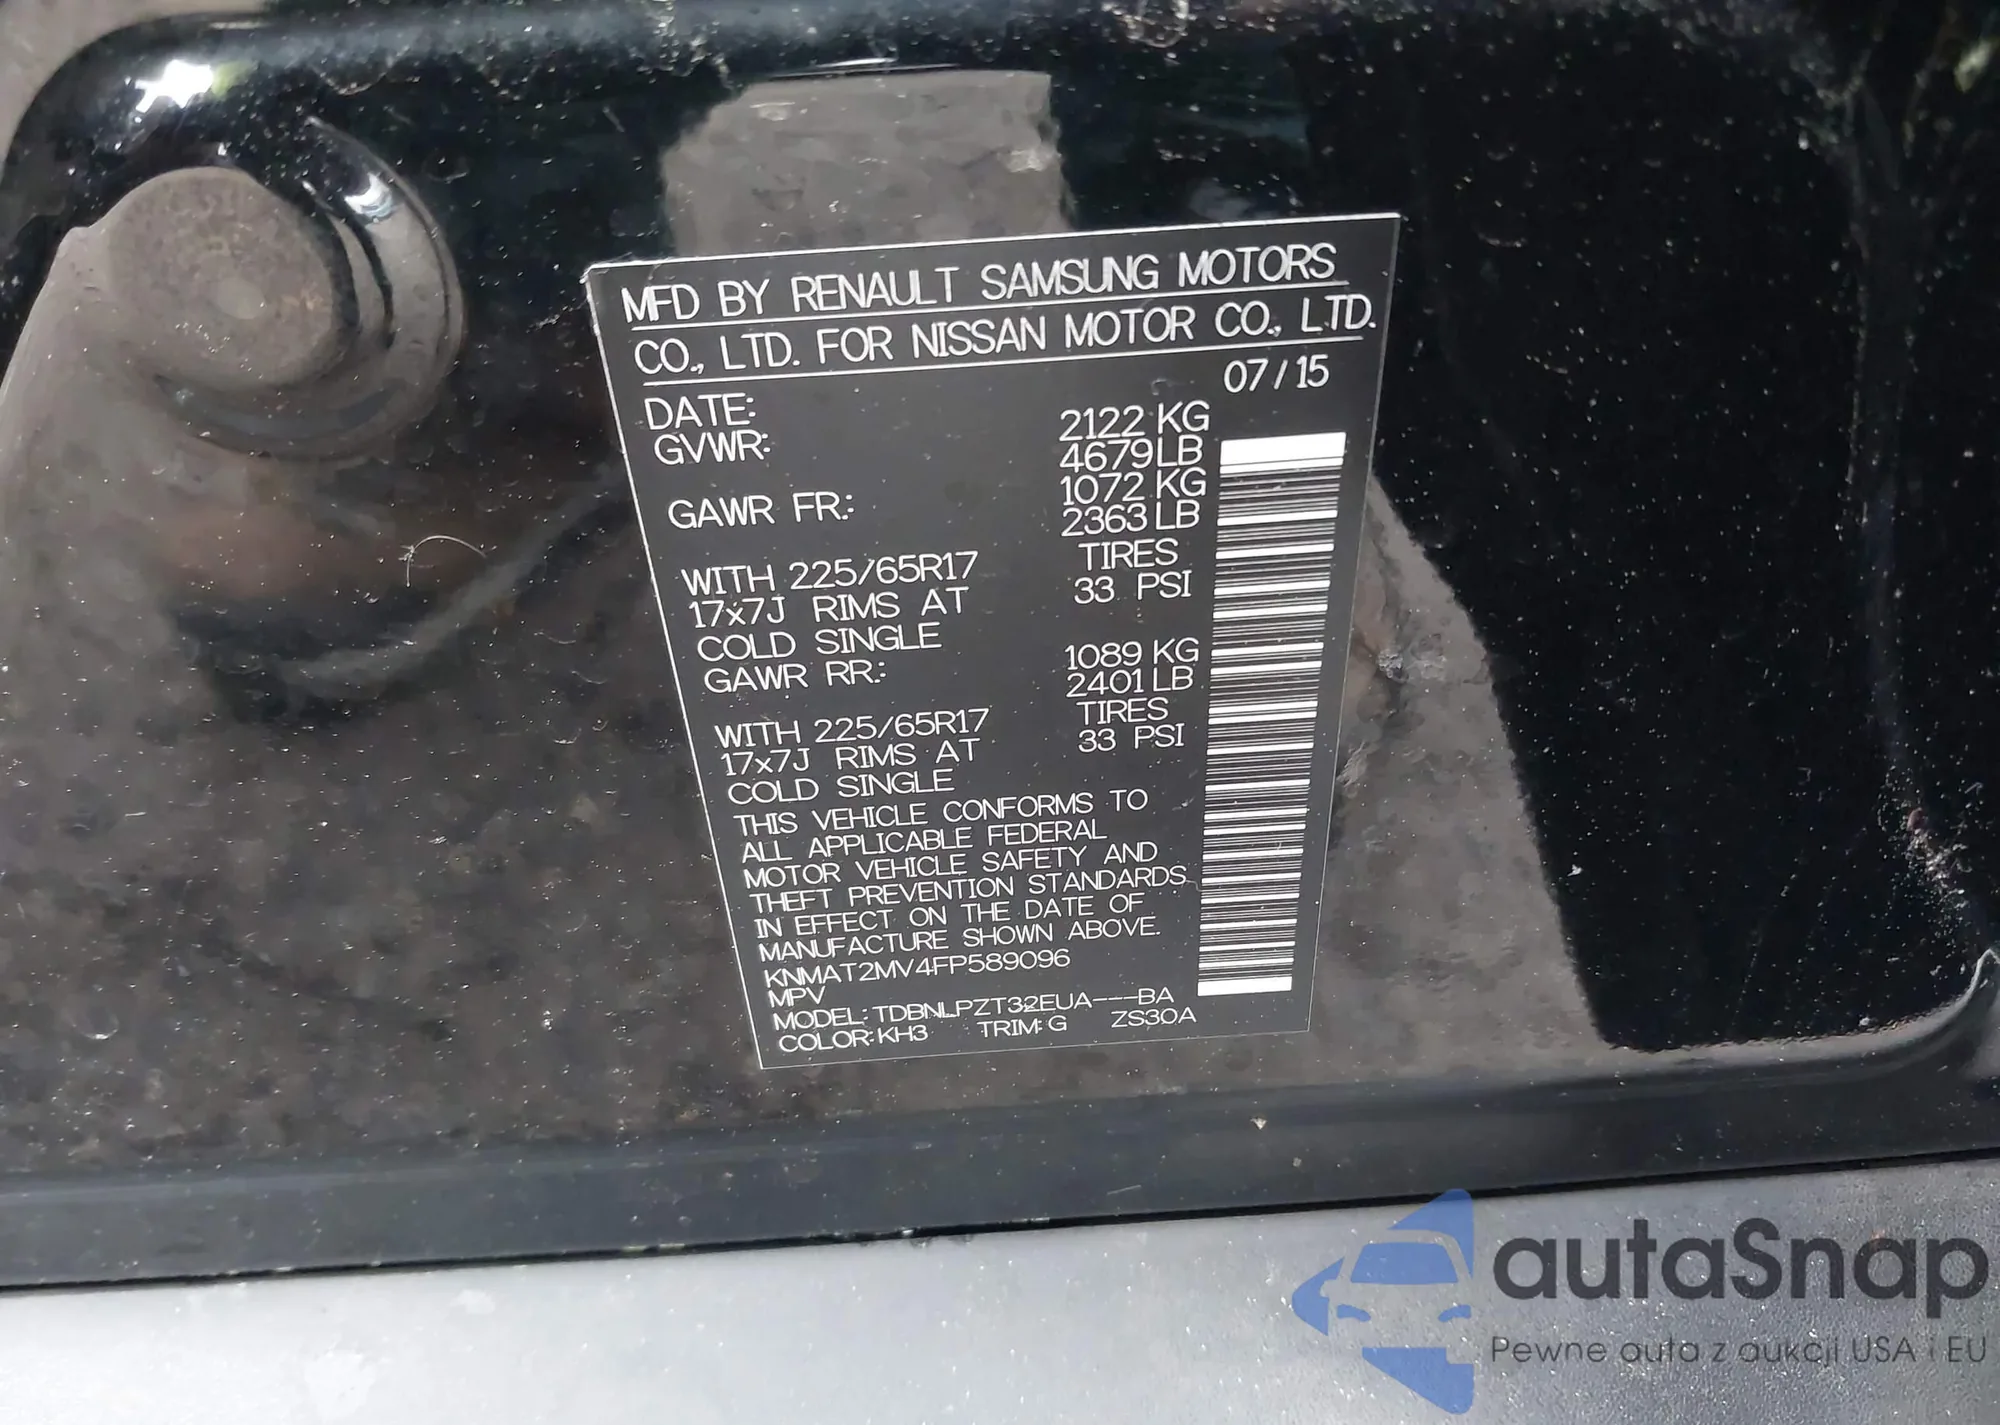 MFD BY RENAULT SAMSUNG MOTORS
CO., LTD. FOR NISSAN MOTOR CO., LTD.
DATE: 07/15
GVWR: 2122 KG
4679LB
GAWR FR.: 1072 KG
2363LB
WITH 225/65R17 TIRES
17x7J RIMS AT 33 PSI
COLD SINGLE
GAWR RR.: 1089 KG
2401LB
WITH 225/65R17 TIRES
17x7J RIMS AT 33 PSI
COLD SINGLE
THIS VEHICLE CONFORMS TO
ALL APPLICABLE FEDERAL
MOTOR VEHICLE SAFETY AND
THEFT PREVENTION STANDARDS
IN EFFECT ON THE DATE OF
MANUFACTURE SHOWN ABOVE.
KNMAT2MV4FP589096
MPV
MODEL: TDBNLPZT32EUA---BA
COLOR: KH3 TRIM: G ZS30A
autaSnap
Pewne auta z aukcji USA i EU